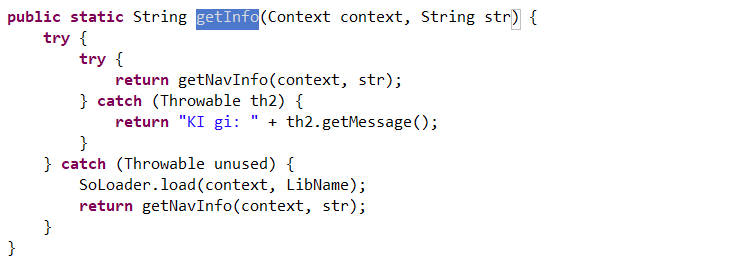 public static String getInfo(Context context, String str) {
    try {
        try {
            return getNavInfo(context, str);
        } catch (Throwable th2) {
            return "KI gi: " + th2.getMessage();
        }
    } catch (Throwable unused) {
        SoLoader.load(context, LibName);
        return getNavInfo(context, str);
    }
}